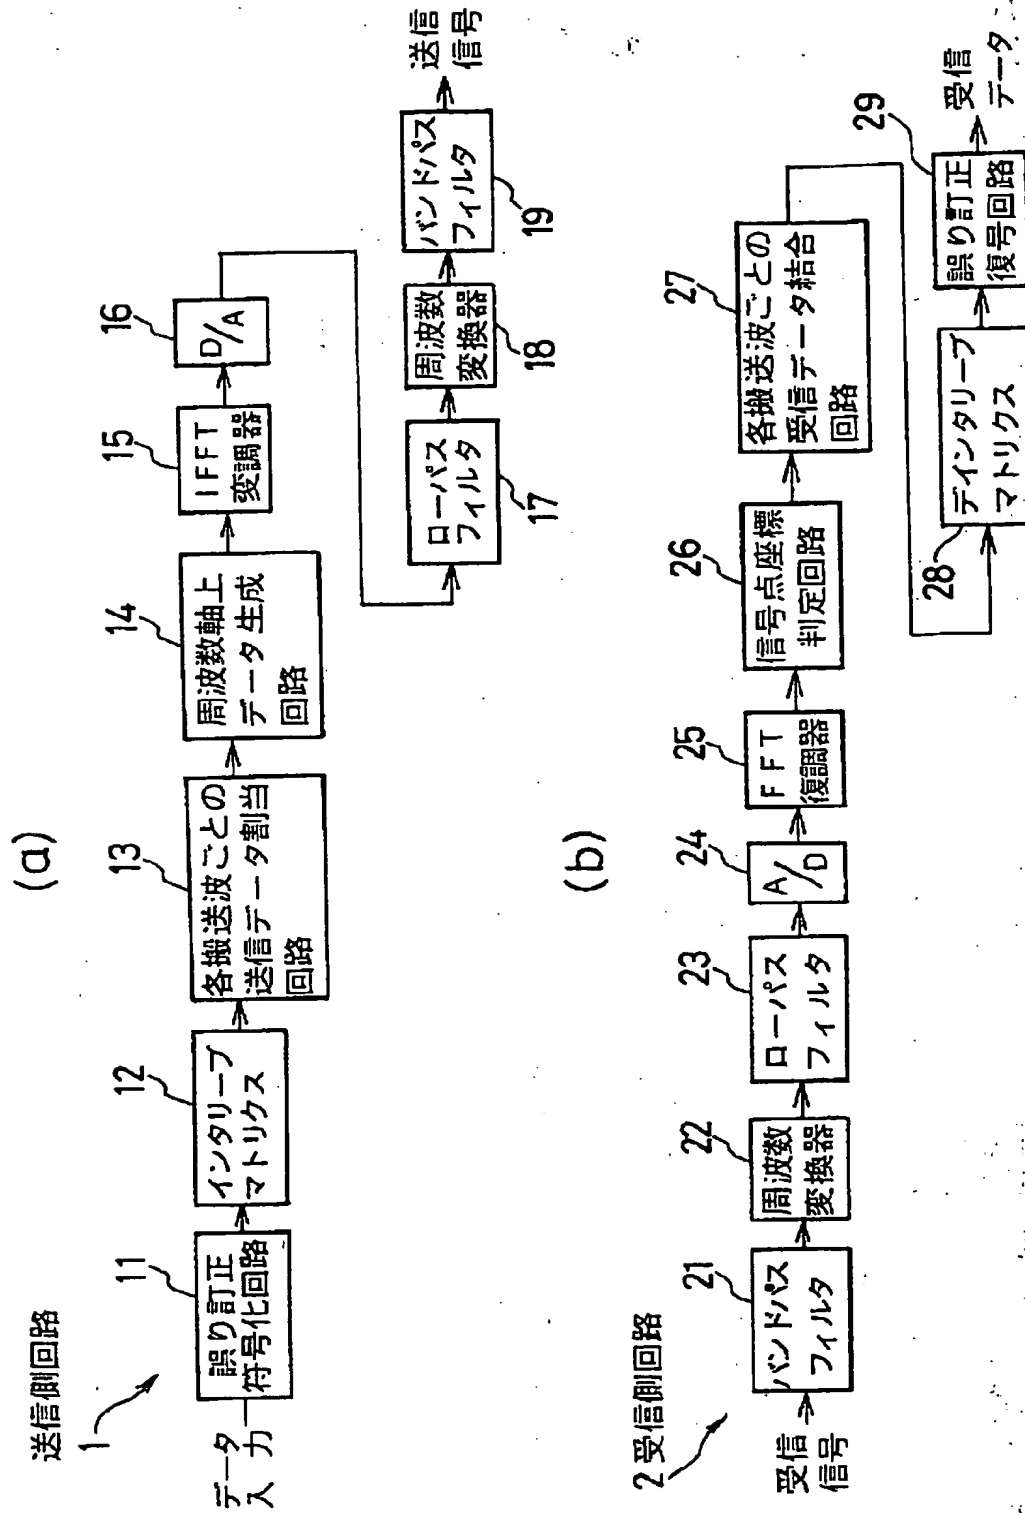 (a)
送信側回路
1
データ
入力
11
誤り訂正
符号化回路
12
インタリーブ
マトリクス
13
各搬送波ごとの
送信データ割当
回路
14
周波数軸上
データ生成
回路
15
IFFT
変調器
16
D/A
17
ローパス
フィルタ
18
周波数
変換器
19
バンドパス
フィルタ
送信
信号
(b)
2 受信側回路
受信
信号
21
バンドパス
フィルタ
22
周波数
変換器
23
ローパス
フィルタ
24
A/D
25
FFT
復調器
26
信号点座標
判定回路
27
各搬送波ごとの
受信データ結合
回路
28
デインタリーブ
マトリクス
29
誤り訂正
復号回路
受信
データ